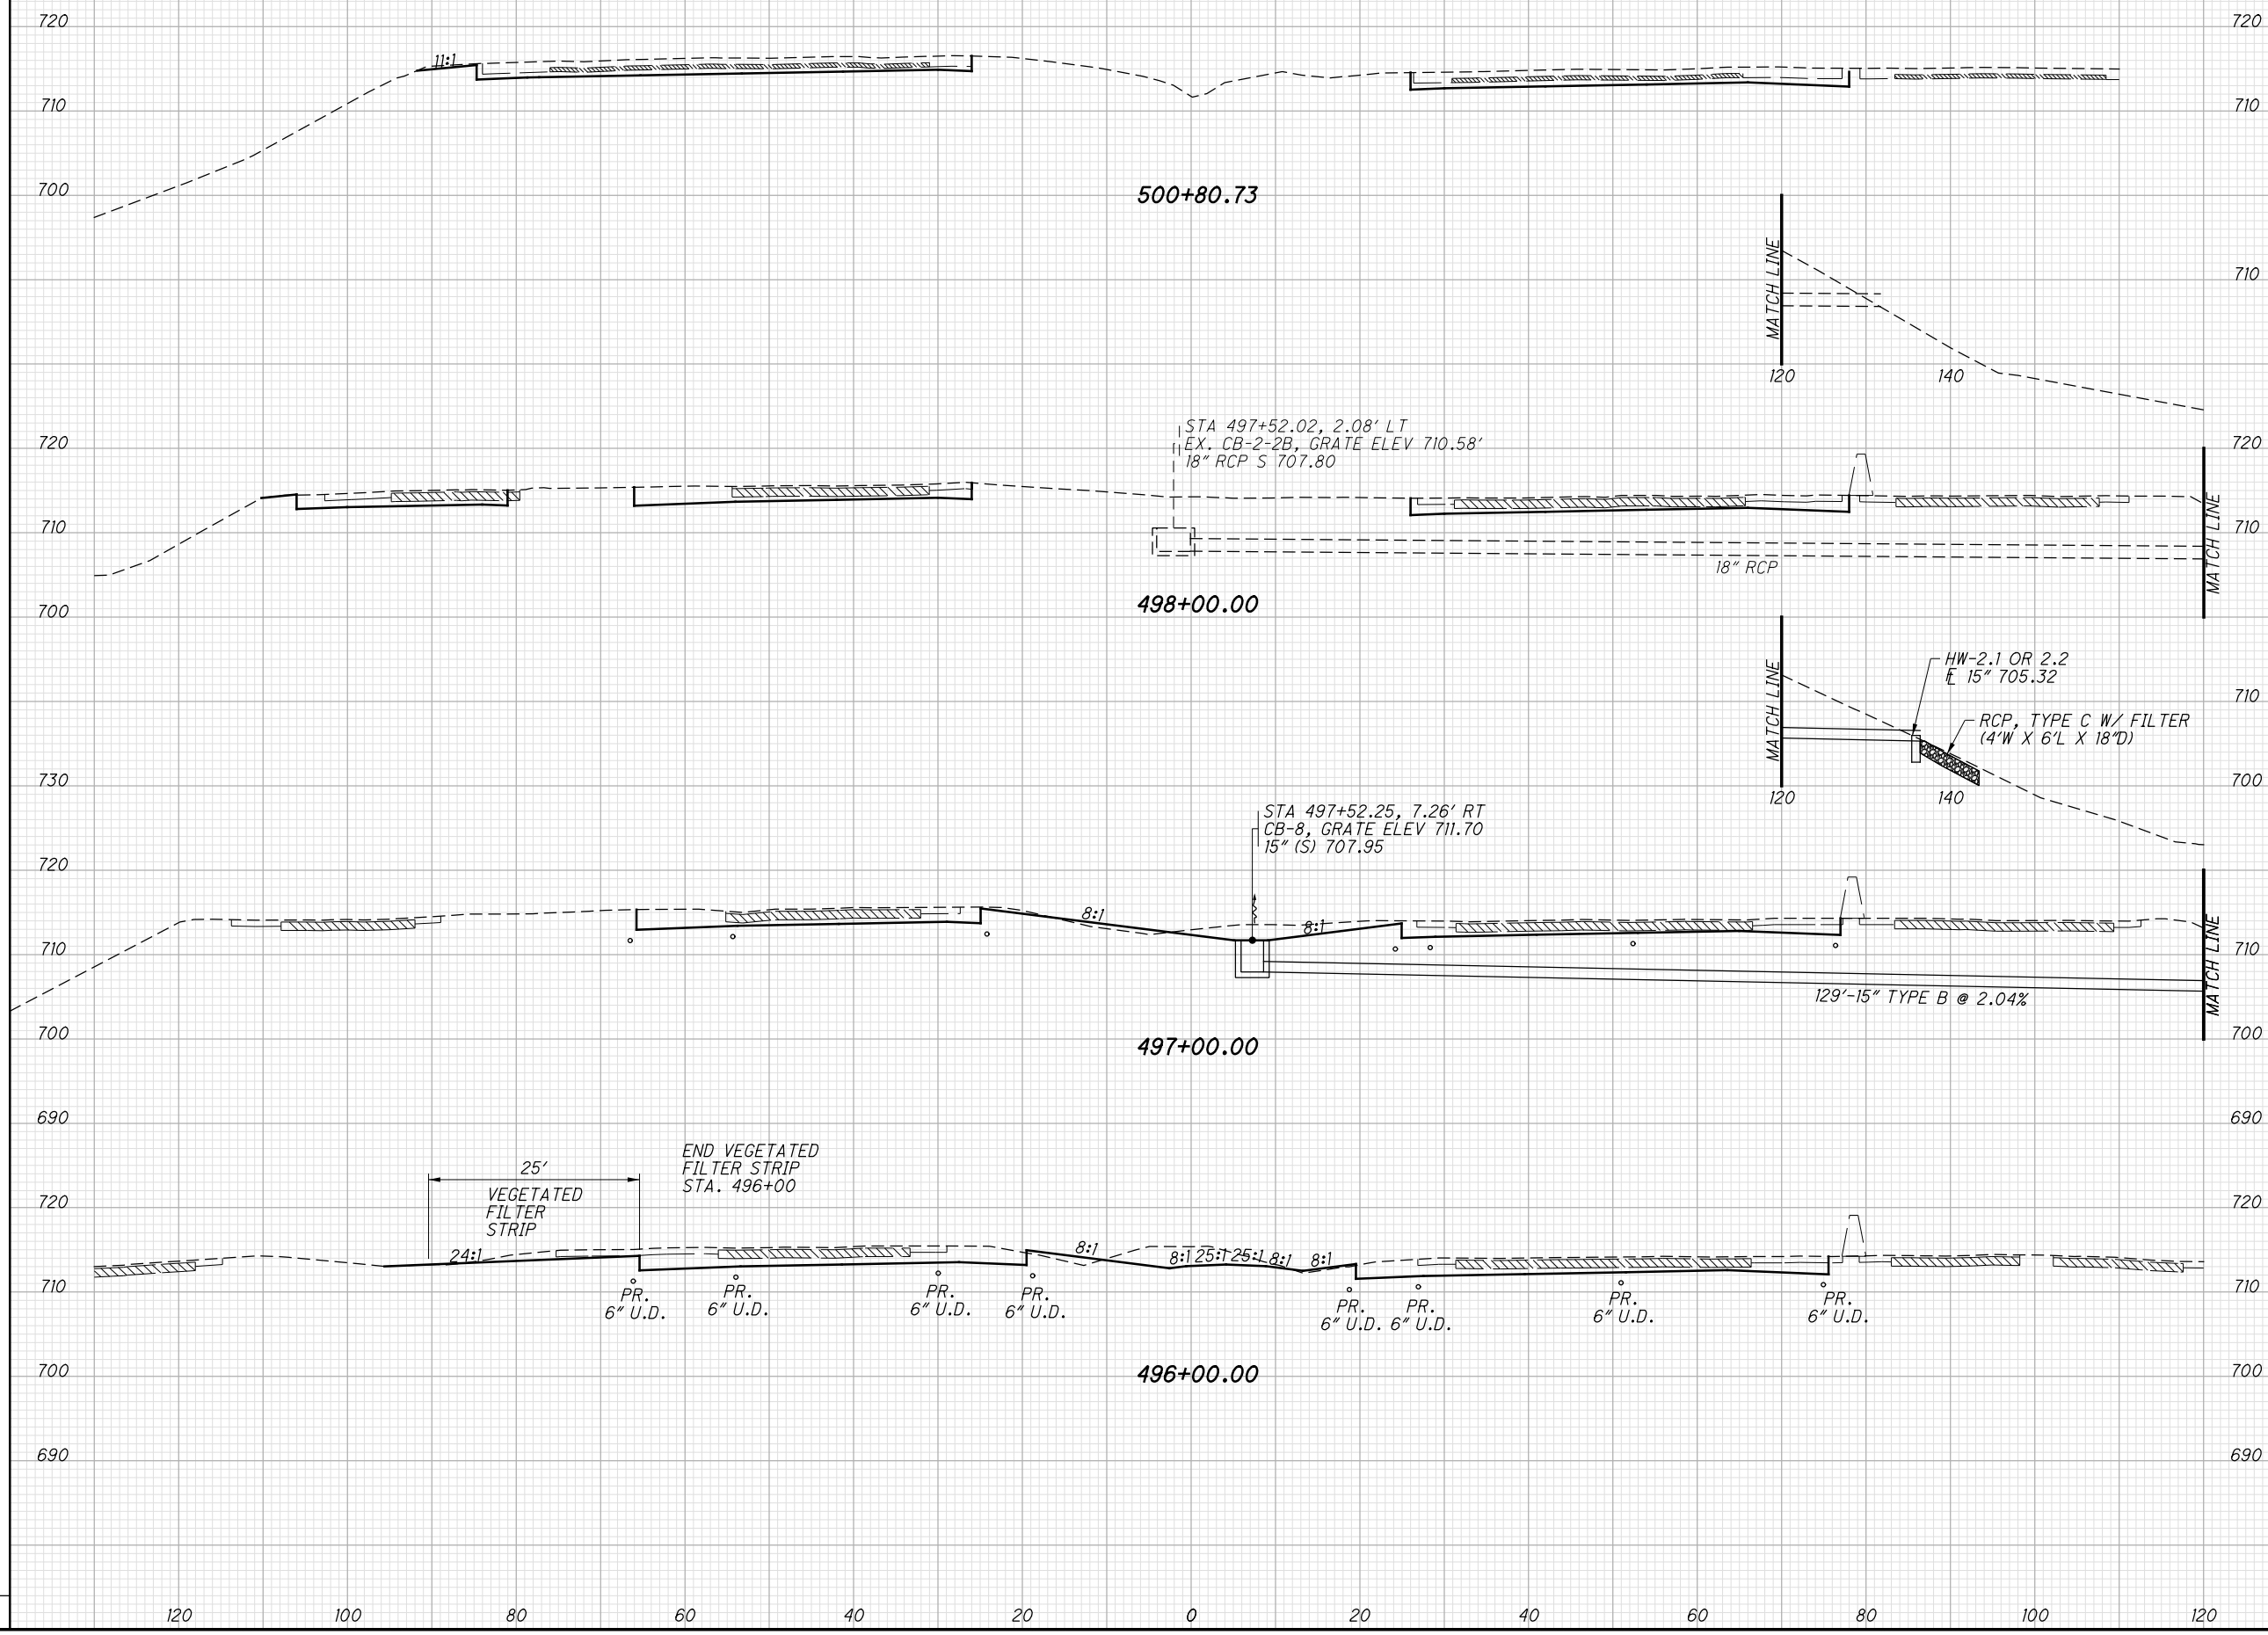 720
720
11:1
710
710
700
500+80.73
MATCH LINE
710
120
140
STA 497+52.02, 2.08' LT
EX. CB-2-2B, GRATE ELEV 710.58'
18" RCP S 707.80
720
720
710
710
MATCH LINE
18" RCP
700
498+00.00
MATCH LINE
HW-2.1 OR 2.2
15" 705.32
710
RCP, TYPE C W/ FILTER
(4'W X 6'L X 18"D)
730
700
120
140
STA 497+52.25, 7.26' RT
CB-8, GRATE ELEV 711.70
15" (S) 707.95
720
720
8:1
8:1
710
710
MATCH LINE
129'-15" TYPE B @ 2.04%
700
700
497+00.00
690
690
25'
VEGETATED
FILTER
STRIP
END VEGETATED
FILTER STRIP
STA. 496+00
720
720
24:1
8:1
8:1
25:1
25:1
8:1
8:1
710
710
PR.
6" U.D.
PR.
6" U.D.
PR.
6" U.D.
PR.
6" U.D.
PR.
6" U.D.
PR.
6" U.D.
PR.
6" U.D.
PR.
6" U.D.
700
700
496+00.00
690
690
120 100 80 60 40 20 0 20 40 60 80 100 120